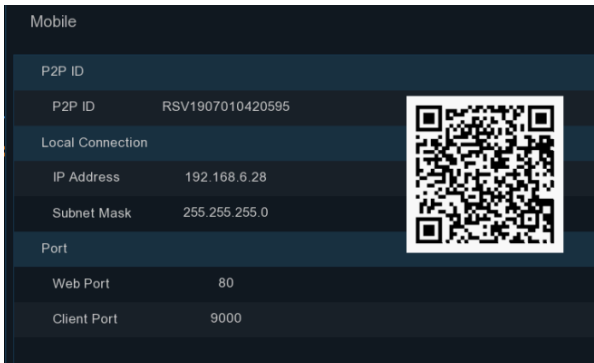 Mobile
P2P ID
P2P ID RSV1907010420595
Local Connection
IP Address 192.168.6.28
Subnet Mask 255.255.255.0
Port
Web Port 80
Client Port 9000